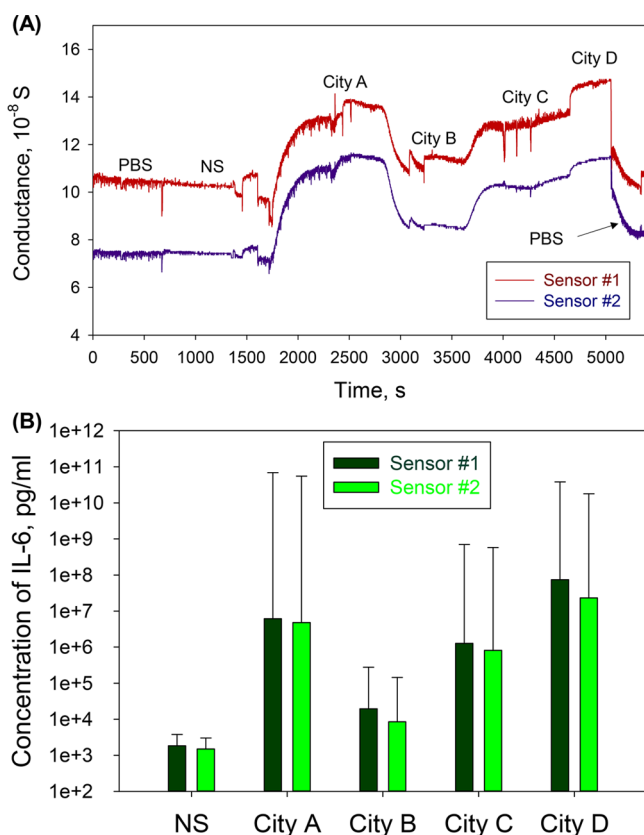 (A)
16
14
12
10
8
6
4
Conductance, 10⁻⁸ S
PBS
NS
City A
City B
City C
City D
PBS
Sensor #1
Sensor #2
0 500 1000 1500 2000 2500 3000 3500 4000 4500 5000
Time, s
(B)
1e+12
1e+11
1e+10
1e+9
1e+8
1e+7
1e+6
1e+5
1e+4
1e+3
1e+2
Concentration of IL-6, pg/ml
Sensor #1
Sensor #2
NS City A City B City C City D